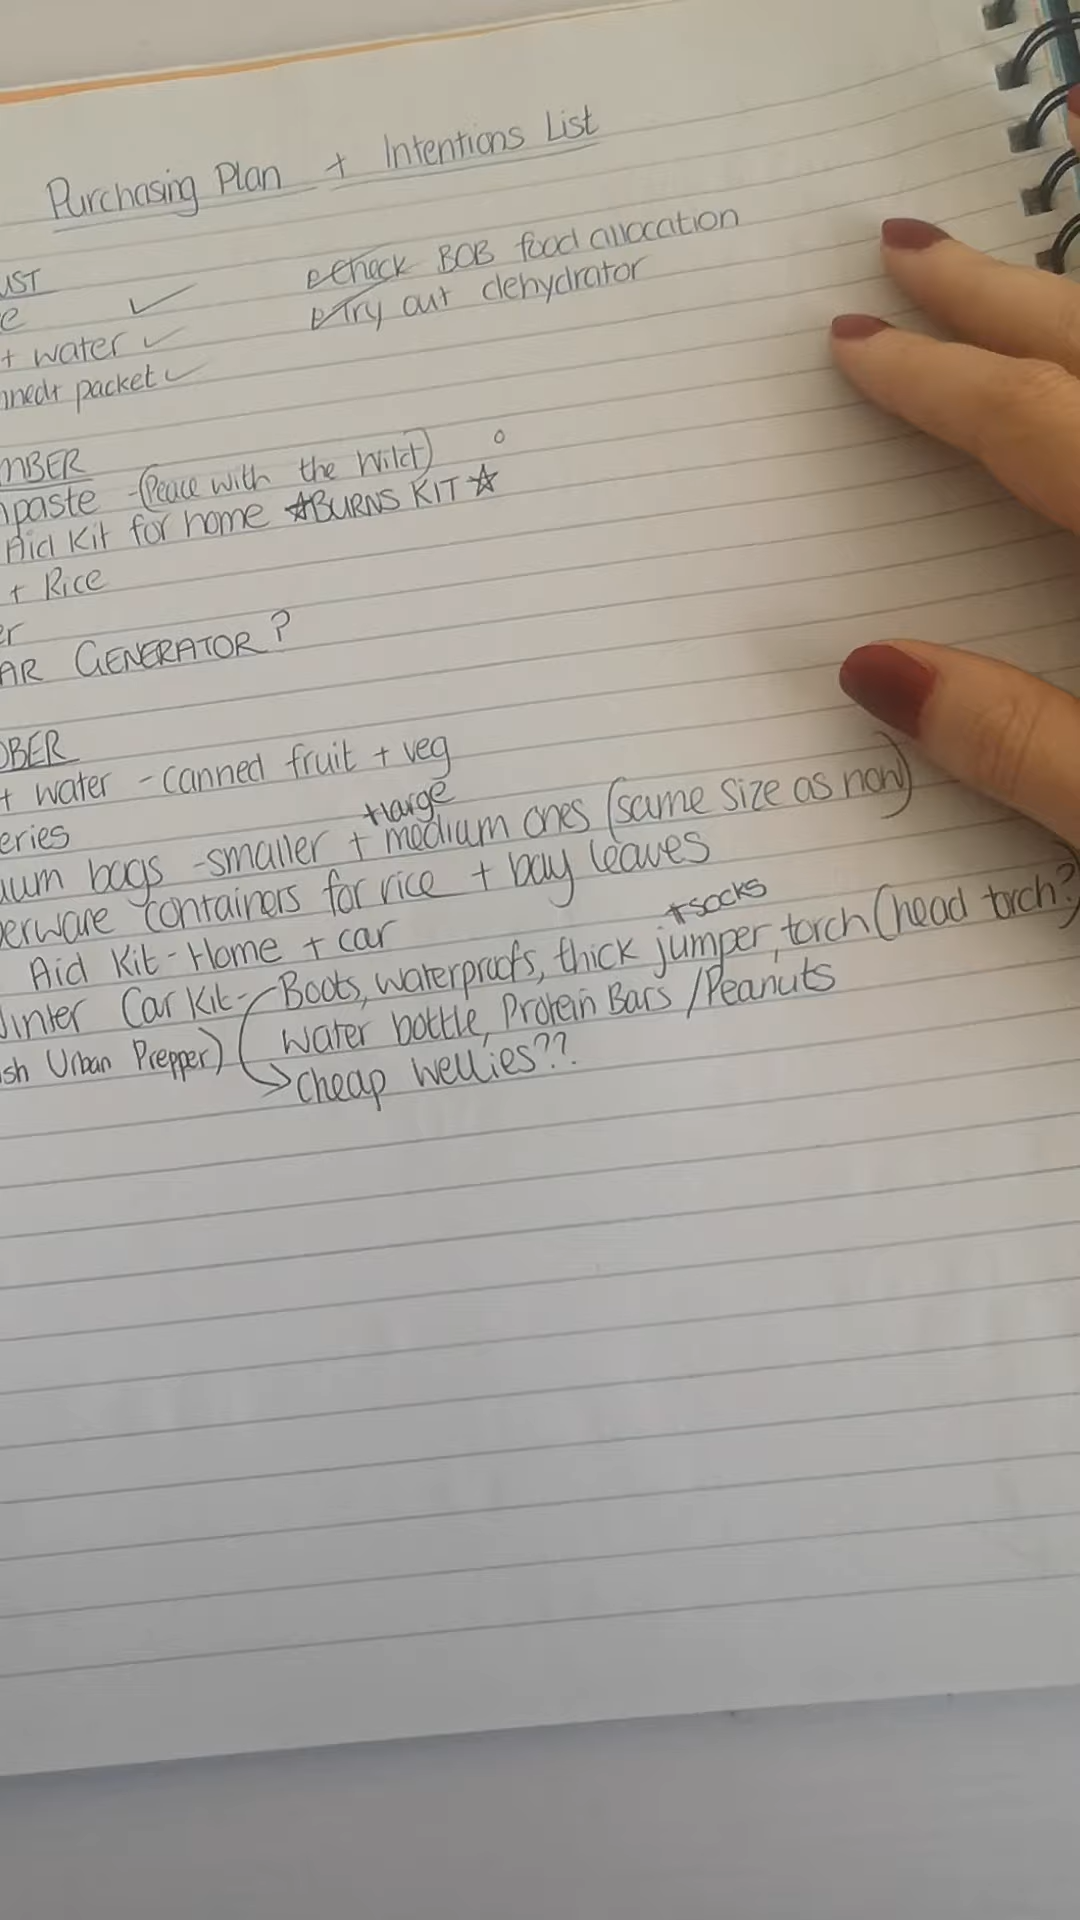 Purchasing Plan + Intentions List
UST
e ✓
+ water ✓
nned+ packet ✓
Check BOB food allocation
Try out dehydrator
MBER
paste - (Peace with the Wild)
Aid Kit for home ☆BURNS KIT☆
+ Rice
er
AR GENERATOR?
OBER
+ water - canned fruit + veg
eries
+large
uum bags - smaller + medium ones (same size as now)
erware containers for rice + bay leaves
Aid Kit - Home + car
+socks
inter Car Kit - Boots, waterproofs, thick jumper, torch (head torch?)
sh Urban Prepper) water bottle, Protein Bars / Peanuts
→ cheap wellies??